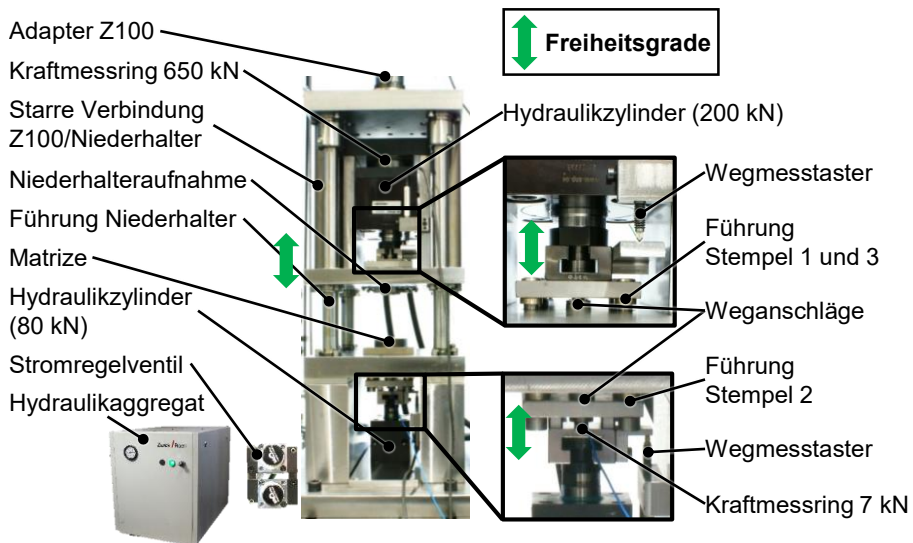 Adapter Z100
Kraftmessring 650 kN
Starre Verbindung
Z100/Niederhalter
Niederhalteraufnahme
Führung Niederhalter
Matrize
Hydraulikzylinder
(80 kN)
Stromregelventil
Hydraulikaggregat
Freiheitsgrade
Hydraulikzylinder (200 kN)
Wegmesstaster
Führung
Stempel 1 und 3
Weganschläge
Führung
Stempel 2
Wegmesstaster
Kraftmessring 7 kN